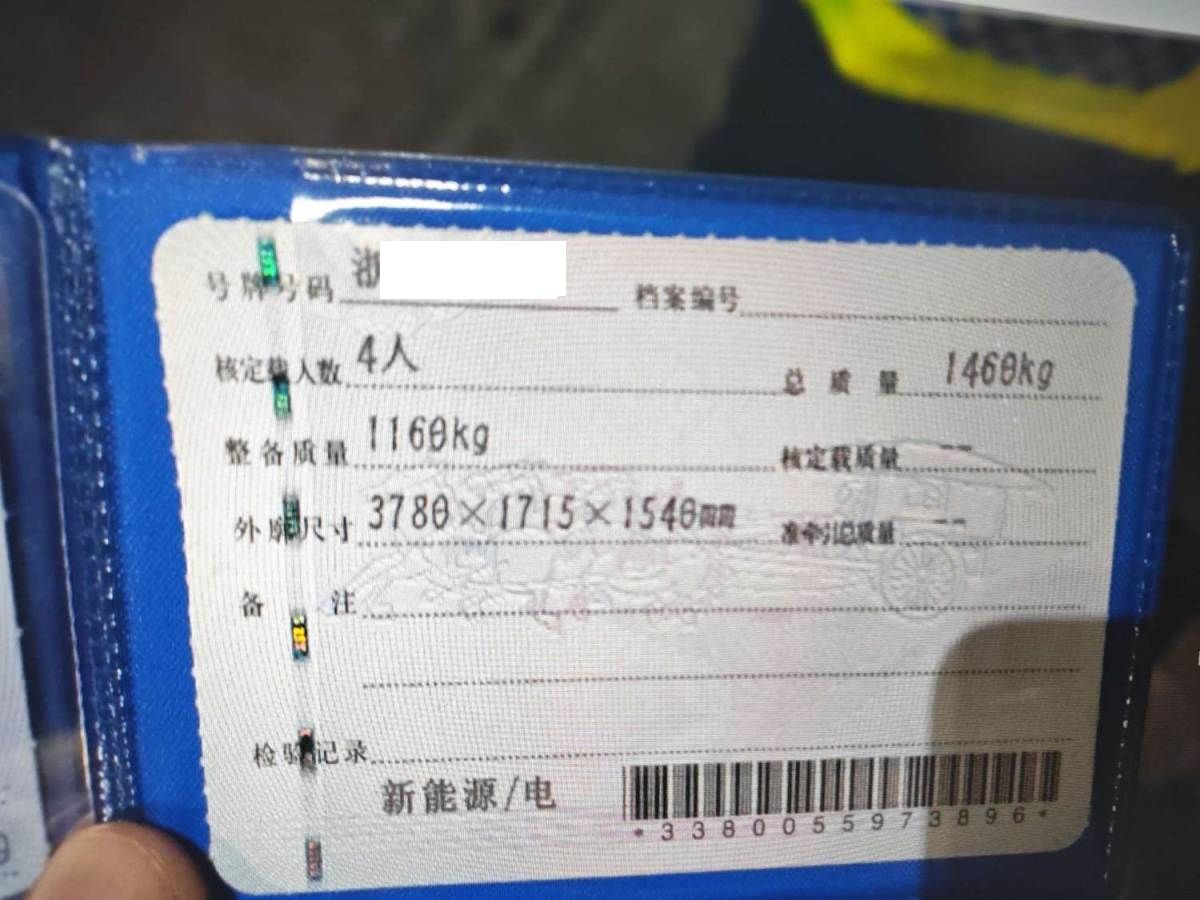 号牌号码 浙 档案编号
核定载人数 4人 总质量 1460kg
整备质量 1160kg 核定载质量 --
外廓尺寸 3780×1715×1540㎜ 准牵引总质量 --
备注
检验记录
新能源/电
*3380055973896*